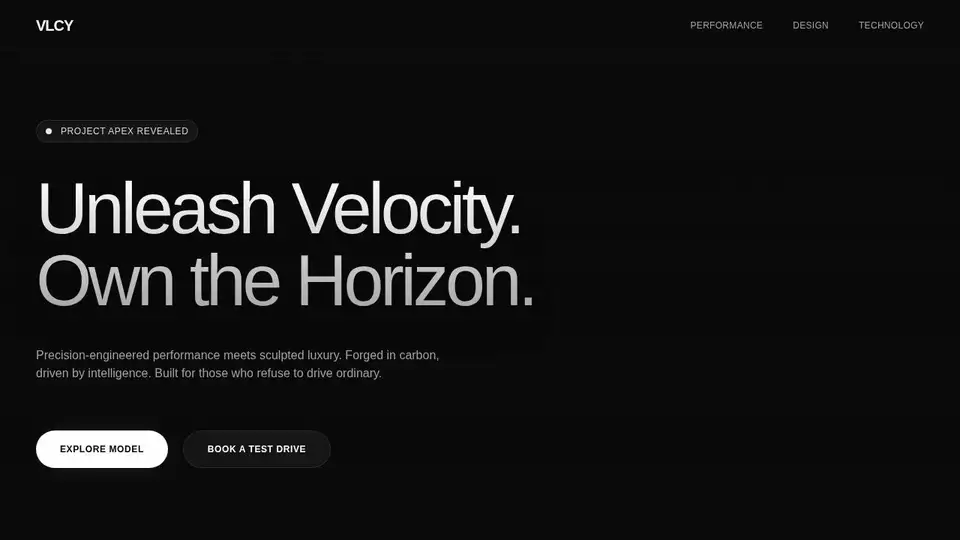 VLCY
PERFORMANCE
DESIGN
TECHNOLOGY
PROJECT APEX REVEALED
Unleash Velocity.
Own the Horizon.
Precision-engineered performance meets sculpted luxury. Forged in carbon,
driven by intelligence. Built for those who refuse to drive ordinary.
EXPLORE MODEL
BOOK A TEST DRIVE